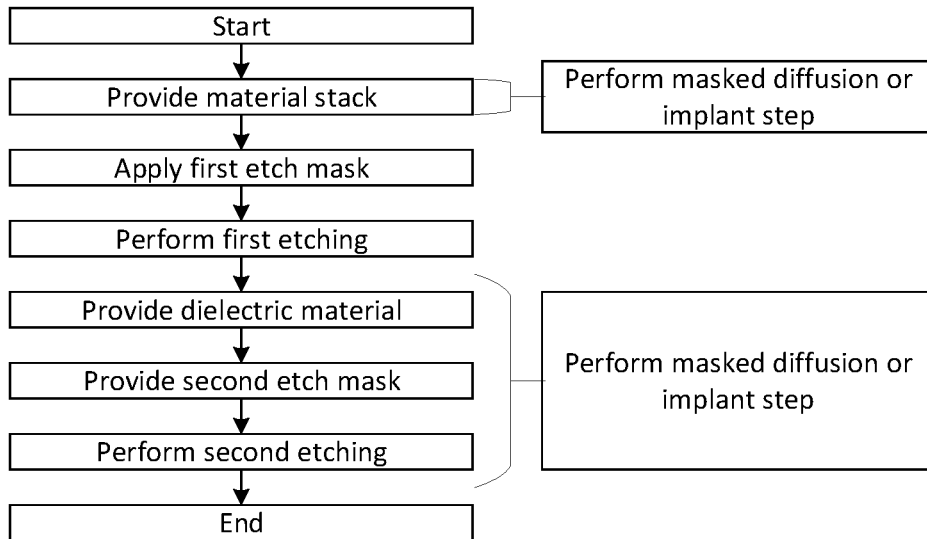 Start
Provide material stack
Perform masked diffusion or
implant step
Apply first etch mask
Perform first etching
Provide dielectric material
Provide second etch mask
Perform second etching
Perform masked diffusion or
implant step
End